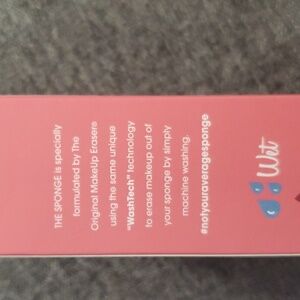 THE SPONGE is specially
formulated by The
Original MakeUp Erasere
using the same unique
"WashTech" technology
to erase makeup out of
your sponge by simply
machine washing.
#notyouraveragesponge
Wet